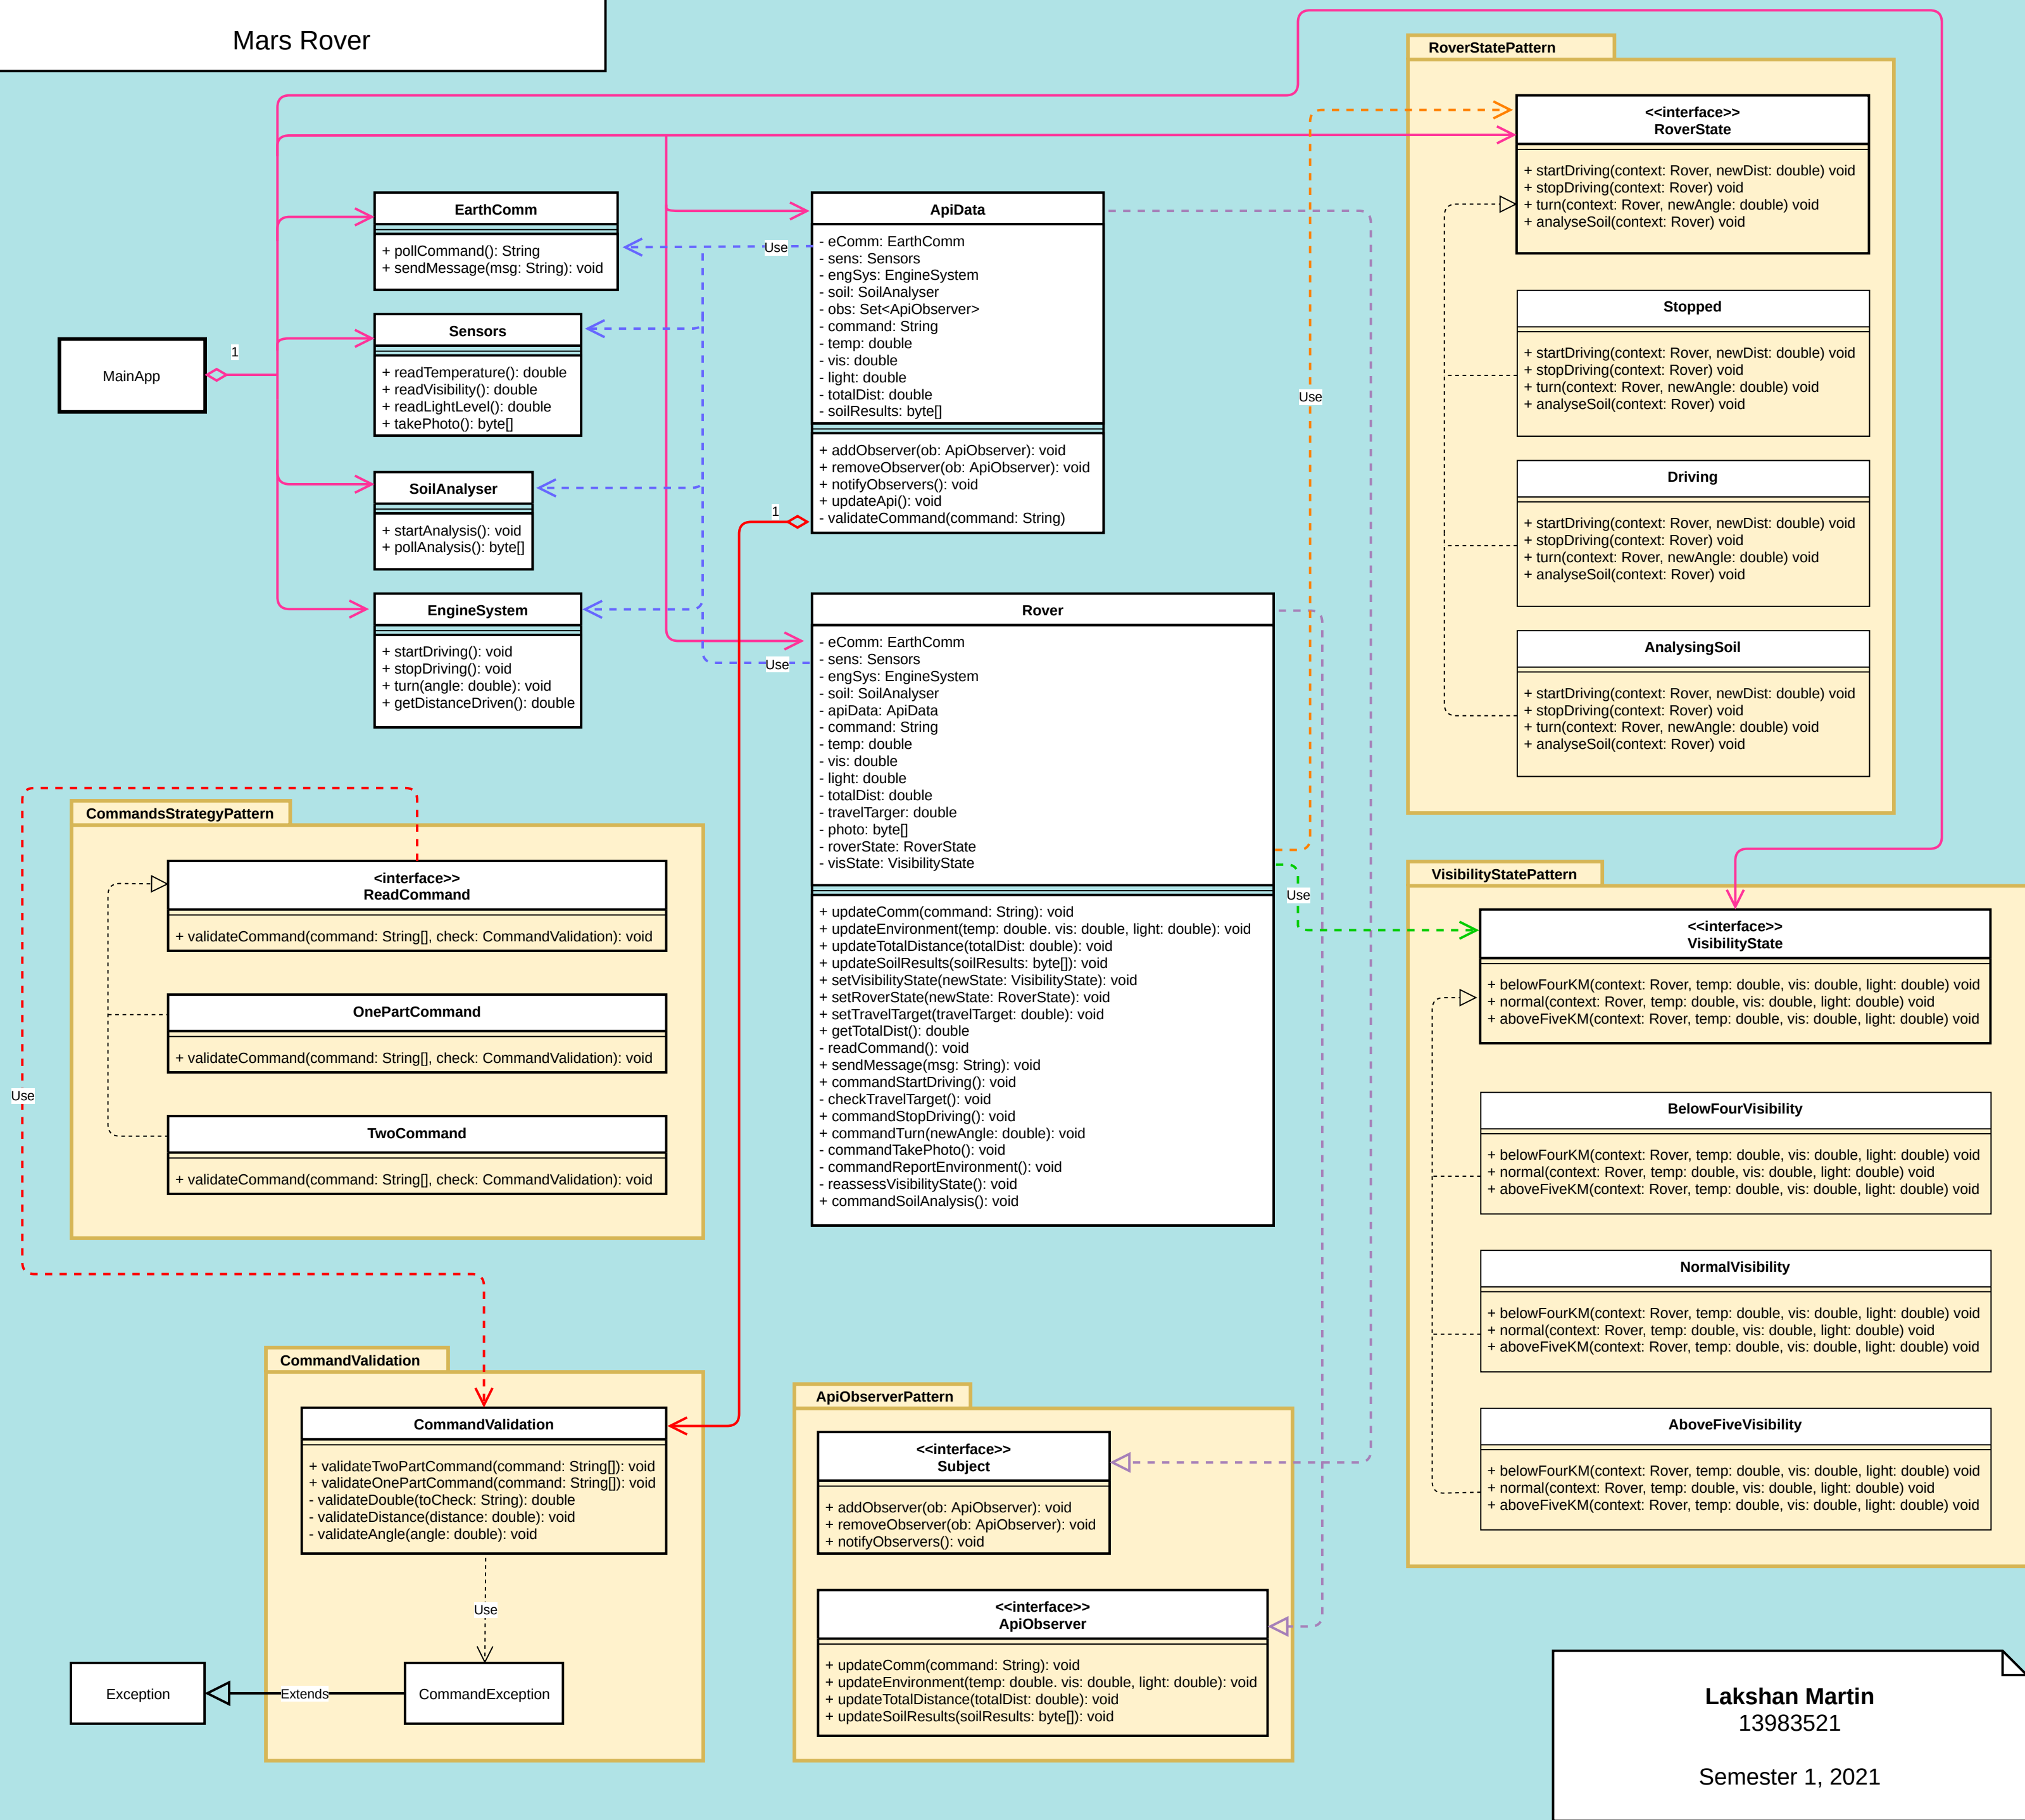 Mars Rover
MainApp
1
EarthComm
+ pollCommand(): String
+ sendMessage(msg: String): void
Sensors
+ readTemperature(): double
+ readVisibility(): double
+ readLightLevel(): double
+ takePhoto(): byte[]
SoilAnalyser
+ startAnalysis(): void
+ pollAnalysis(): byte[]
EngineSystem
+ startDriving(): void
+ stopDriving(): void
+ turn(angle: double): void
+ getDistanceDriven(): double
Use
1
Use
ApiData
- eComm: EarthComm
- sens: Sensors
- engSys: EngineSystem
- soil: SoilAnalyser
- obs: Set<ApiObserver>
- command: String
- temp: double
- vis: double
- light: double
- totalDist: double
- soilResults: byte[]
+ addObserver(ob: ApiObserver): void
+ removeObserver(ob: ApiObserver): void
+ notifyObservers(): void
+ updateApi(): void
- validateCommand(command: String)
Rover
- eComm: EarthComm
- sens: Sensors
- engSys: EngineSystem
- soil: SoilAnalyser
- apiData: ApiData
- command: String
- temp: double
- vis: double
- light: double
- totalDist: double
- travelTarger: double
- photo: byte[]
- roverState: RoverState
- visState: VisibilityState
+ updateComm(command: String): void
+ updateEnvironment(temp: double. vis: double, light: double): void
+ updateTotalDistance(totalDist: double): void
+ updateSoilResults(soilResults: byte[]): void
+ setVisibilityState(newState: VisibilityState): void
+ setRoverState(newState: RoverState): void
+ setTravelTarget(travelTarget: double): void
+ getTotalDist(): double
- readCommand(): void
+ sendMessage(msg: String): void
+ commandStartDriving(): void
- checkTravelTarget(): void
+ commandStopDriving(): void
+ commandTurn(newAngle: double): void
- commandTakePhoto(): void
- commandReportEnvironment(): void
- reassessVisibilityState(): void
+ commandSoilAnalysis(): void
Use
Use
RoverStatePattern
<<interface>>
RoverState
+ startDriving(context: Rover, newDist: double) void
+ stopDriving(context: Rover) void
+ turn(context: Rover, newAngle: double) void
+ analyseSoil(context: Rover) void
Stopped
+ startDriving(context: Rover, newDist: double) void
+ stopDriving(context: Rover) void
+ turn(context: Rover, newAngle: double) void
+ analyseSoil(context: Rover) void
Driving
+ startDriving(context: Rover, newDist: double) void
+ stopDriving(context: Rover) void
+ turn(context: Rover, newAngle: double) void
+ analyseSoil(context: Rover) void
AnalysingSoil
+ startDriving(context: Rover, newDist: double) void
+ stopDriving(context: Rover) void
+ turn(context: Rover, newAngle: double) void
+ analyseSoil(context: Rover) void
CommandsStrategyPattern
<interface>>
ReadCommand
+ validateCommand(command: String[], check: CommandValidation): void
OnePartCommand
+ validateCommand(command: String[], check: CommandValidation): void
TwoCommand
+ validateCommand(command: String[], check: CommandValidation): void
Use
VisibilityStatePattern
<<interface>>
VisibilityState
+ belowFourKM(context: Rover, temp: double, vis: double, light: double) void
+ normal(context: Rover, temp: double, vis: double, light: double) void
+ aboveFiveKM(context: Rover, temp: double, vis: double, light: double) void
BelowFourVisibility
+ belowFourKM(context: Rover, temp: double, vis: double, light: double) void
+ normal(context: Rover, temp: double, vis: double, light: double) void
+ aboveFiveKM(context: Rover, temp: double, vis: double, light: double) void
NormalVisibility
+ belowFourKM(context: Rover, temp: double, vis: double, light: double) void
+ normal(context: Rover, temp: double, vis: double, light: double) void
+ aboveFiveKM(context: Rover, temp: double, vis: double, light: double) void
AboveFiveVisibility
+ belowFourKM(context: Rover, temp: double, vis: double, light: double) void
+ normal(context: Rover, temp: double, vis: double, light: double) void
+ aboveFiveKM(context: Rover, temp: double, vis: double, light: double) void
CommandValidation
CommandValidation
+ validateTwoPartCommand(command: String[]): void
+ validateOnePartCommand(command: String[]): void
- validateDouble(toCheck: String): double
- validateDistance(distance: double): void
- validateAngle(angle: double): void
Use
Exception
Extends
CommandException
ApiObserverPattern
<<interface>>
Subject
+ addObserver(ob: ApiObserver): void
+ removeObserver(ob: ApiObserver): void
+ notifyObservers(): void
<<interface>>
ApiObserver
+ updateComm(command: String): void
+ updateEnvironment(temp: double. vis: double, light: double): void
+ updateTotalDistance(totalDist: double): void
+ updateSoilResults(soilResults: byte[]): void
Lakshan Martin
13983521
Semester 1, 2021